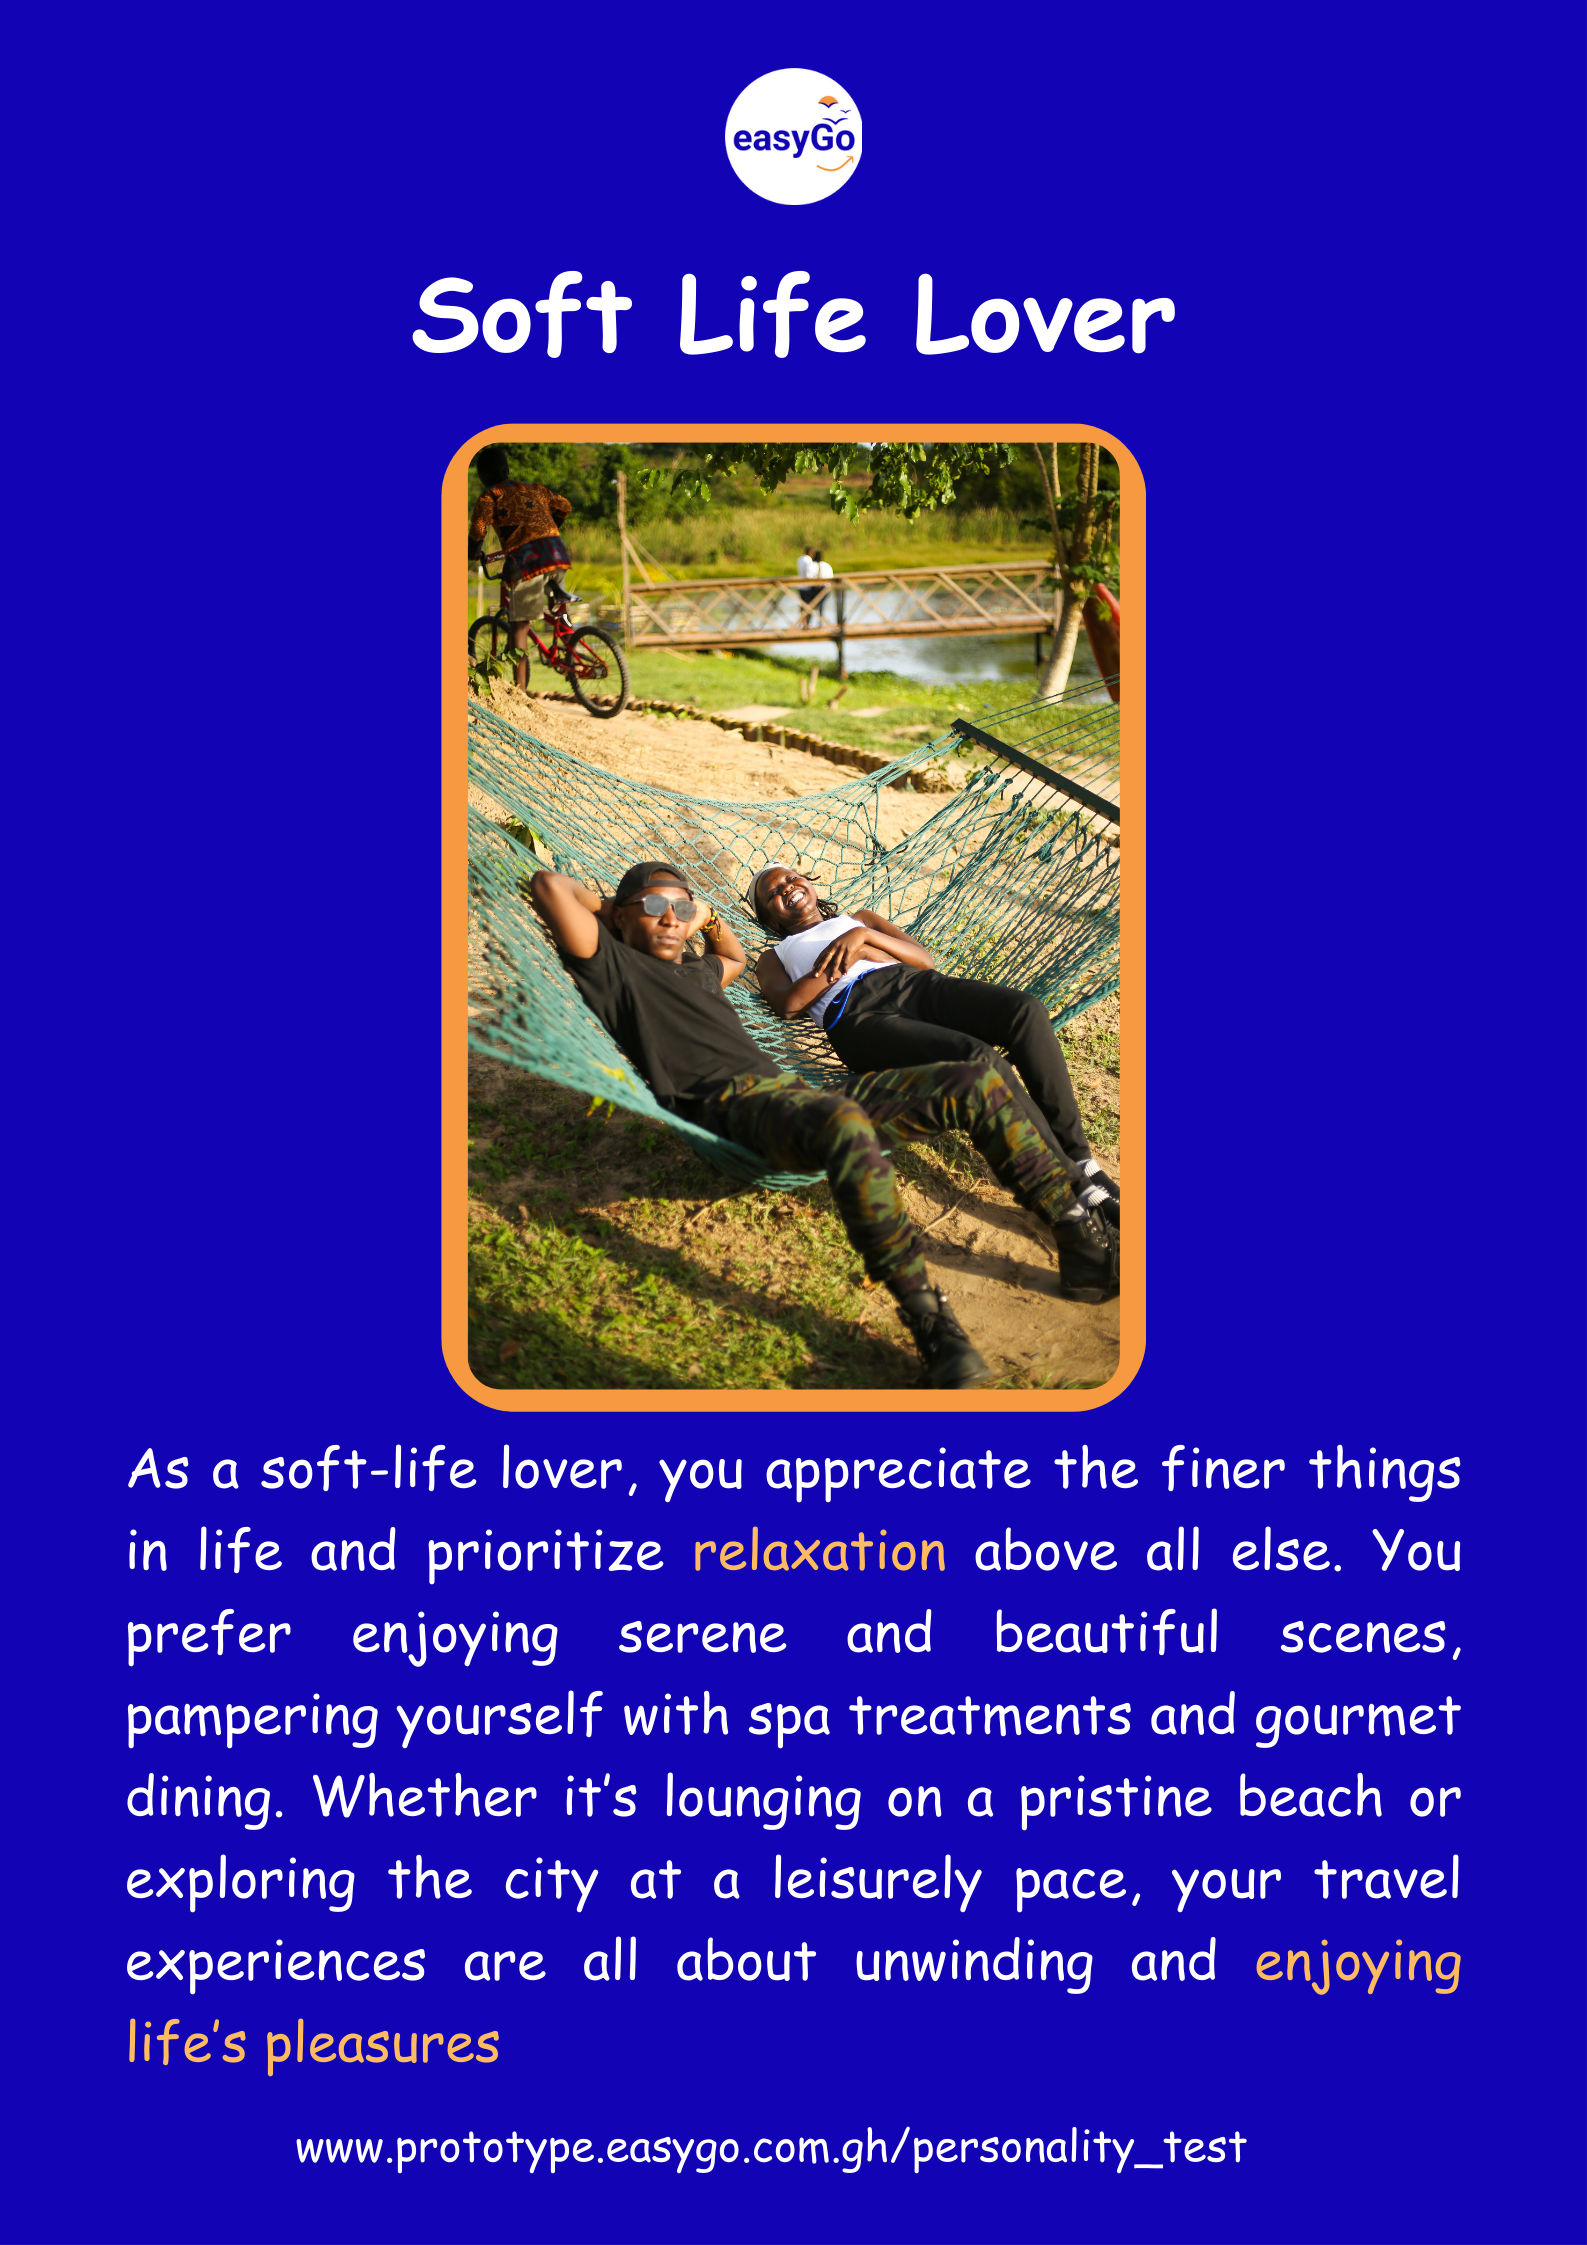 easyGo
Soft Life Lover
As a soft-life lover, you appreciate the finer things
in life and prioritize relaxation above all else. You
prefer enjoying serene and beautiful scenes,
pampering yourself with spa treatments and gourmet
dining. Whether it’s lounging on a pristine beach or
exploring the city at a leisurely pace, your travel
experiences are all about unwinding and enjoying
life’s pleasures
www.prototype.easygo.com.gh/personality_test